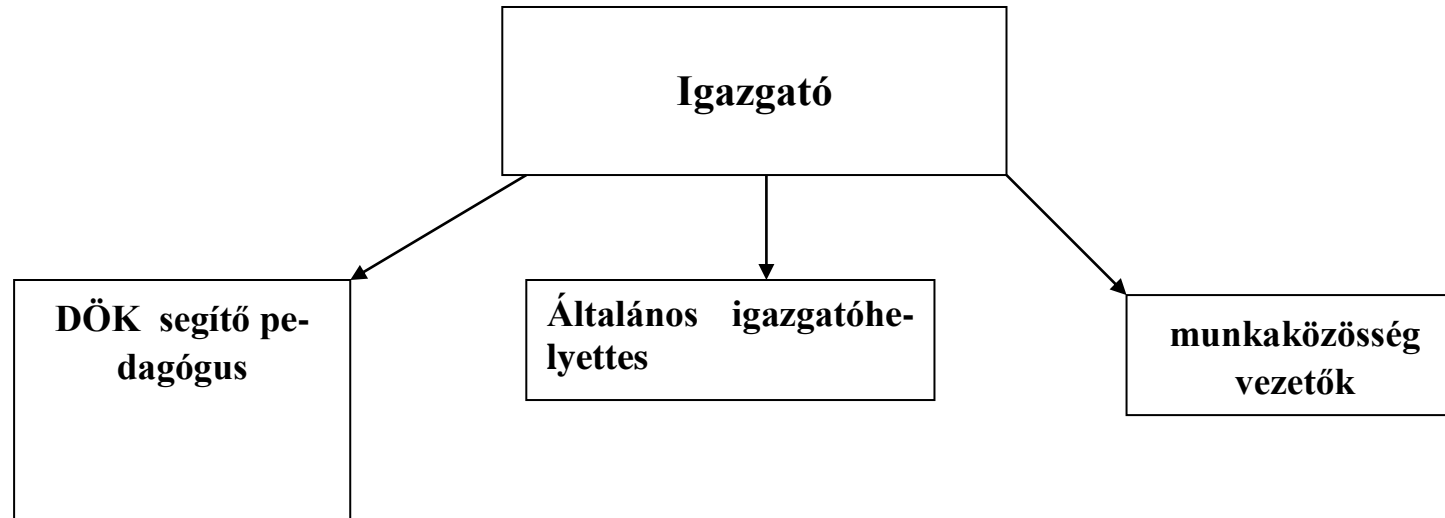 Igazgató
DÖK segítő pe-
dagógus
Általános igazgatóhe-
lyettes
munkaközösség
vezetők